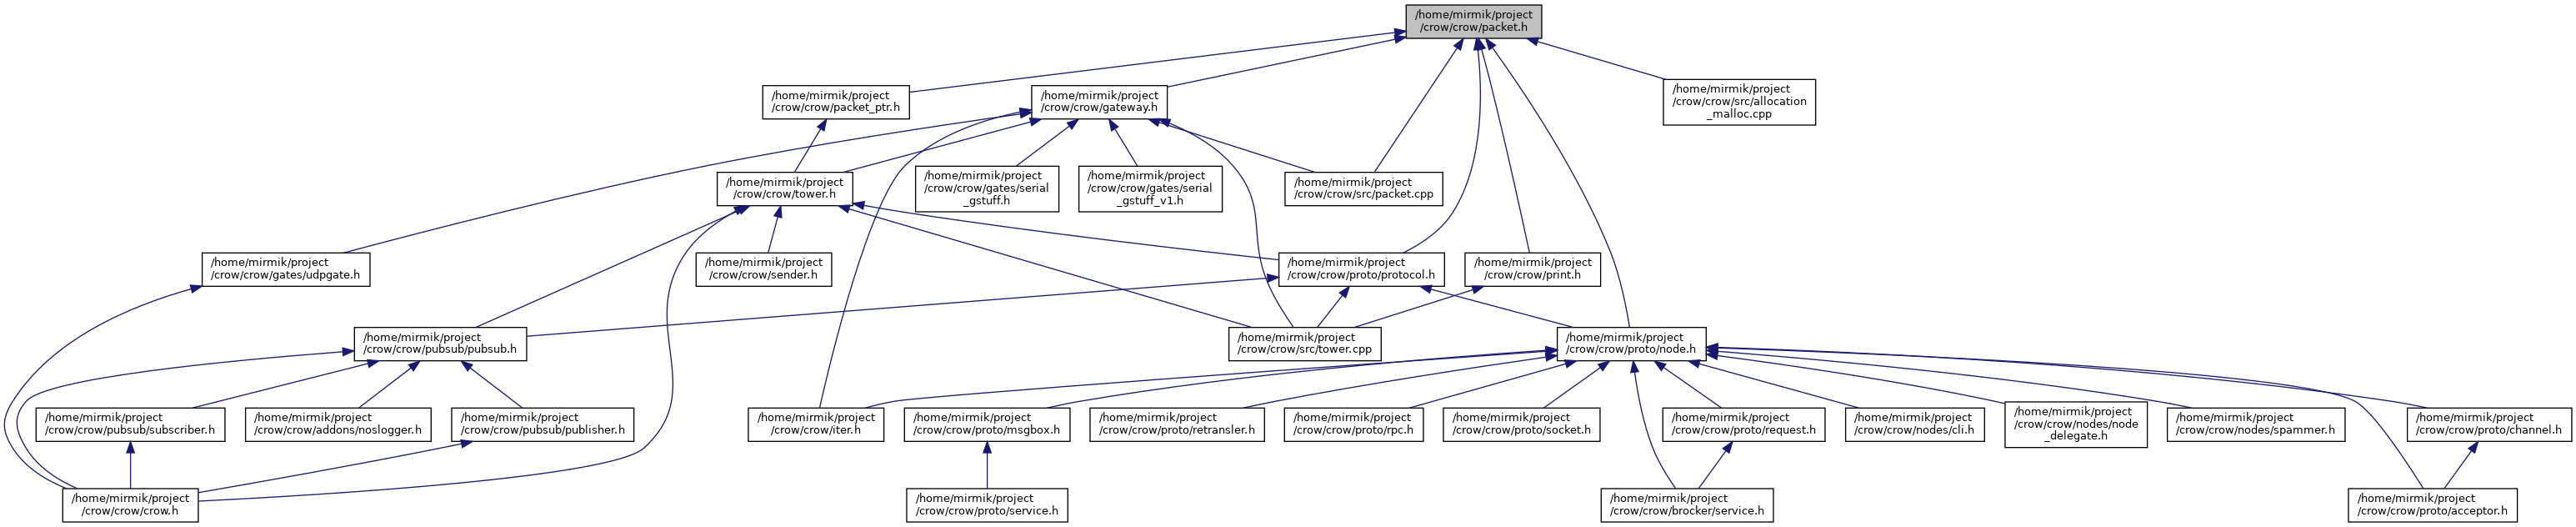 /home/mirmik/project
/crow/crow/packet.h
/home/mirmik/project
/crow/crow/packet_ptr.h
/home/mirmik/project
/crow/crow/gateway.h
/home/mirmik/project
/crow/crow/src/allocation
_malloc.cpp
/home/mirmik/project
/crow/crow/tower.h
/home/mirmik/project
/crow/crow/gates/serial
_gstuff.h
/home/mirmik/project
/crow/crow/gates/serial
_gstuff_v1.h
/home/mirmik/project
/crow/crow/src/packet.cpp
/home/mirmik/project
/crow/crow/gates/udpgate.h
/home/mirmik/project
/crow/crow/sender.h
/home/mirmik/project
/crow/crow/proto/protocol.h
/home/mirmik/project
/crow/crow/print.h
/home/mirmik/project
/crow/crow/pubsub/pubsub.h
/home/mirmik/project
/crow/crow/src/tower.cpp
/home/mirmik/project
/crow/crow/proto/node.h
/home/mirmik/project
/crow/crow/pubsub/subscriber.h
/home/mirmik/project
/crow/crow/addons/noslogger.h
/home/mirmik/project
/crow/crow/pubsub/publisher.h
/home/mirmik/project
/crow/crow/iter.h
/home/mirmik/project
/crow/crow/proto/msgbox.h
/home/mirmik/project
/crow/crow/proto/retransler.h
/home/mirmik/project
/crow/crow/proto/rpc.h
/home/mirmik/project
/crow/crow/proto/socket.h
/home/mirmik/project
/crow/crow/proto/request.h
/home/mirmik/project
/crow/crow/nodes/cli.h
/home/mirmik/project
/crow/crow/nodes/node
_delegate.h
/home/mirmik/project
/crow/crow/nodes/spammer.h
/home/mirmik/project
/crow/crow/proto/channel.h
/home/mirmik/project
/crow/crow/crow.h
/home/mirmik/project
/crow/crow/proto/service.h
/home/mirmik/project
/crow/crow/brocker/service.h
/home/mirmik/project
/crow/crow/proto/acceptor.h